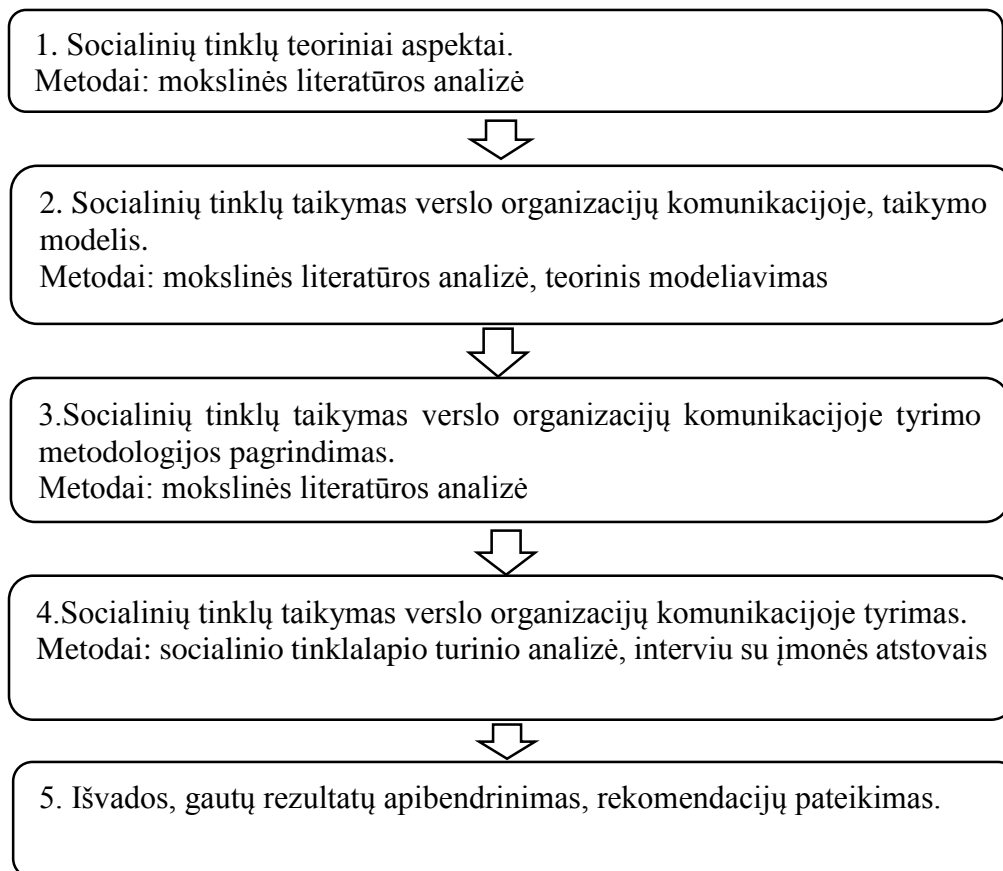 1. Socialinių tinklų teoriniai aspektai.
Metodai: mokslinės literatūros analizė
2. Socialinių tinklų taikymas verslo organizacijų komunikacijoje, taikymo
modelis.
Metodai: mokslinės literatūros analizė, teorinis modeliavimas
3.Socialinių tinklų taikymas verslo organizacijų komunikacijoje tyrimo
metodologijos pagrindimas.
Metodai: mokslinės literatūros analizė
4.Socialinių tinklų taikymas verslo organizacijų komunikacijoje tyrimas.
Metodai: socialinio tinklalapio turinio analizė, interviu su įmonės atstovais
5. Išvados, gautų rezultatų apibendrinimas, rekomendacijų pateikimas.